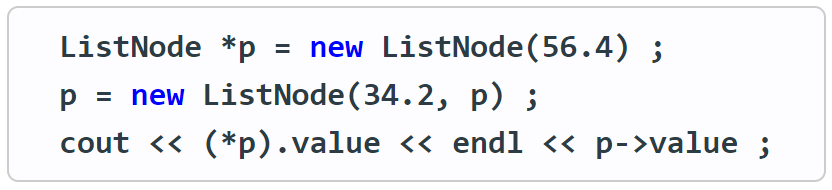 ListNode *p = new ListNode(56.4) ;
p = new ListNode(34.2, p) ;
cout << (*p).value << endl << p->value ;